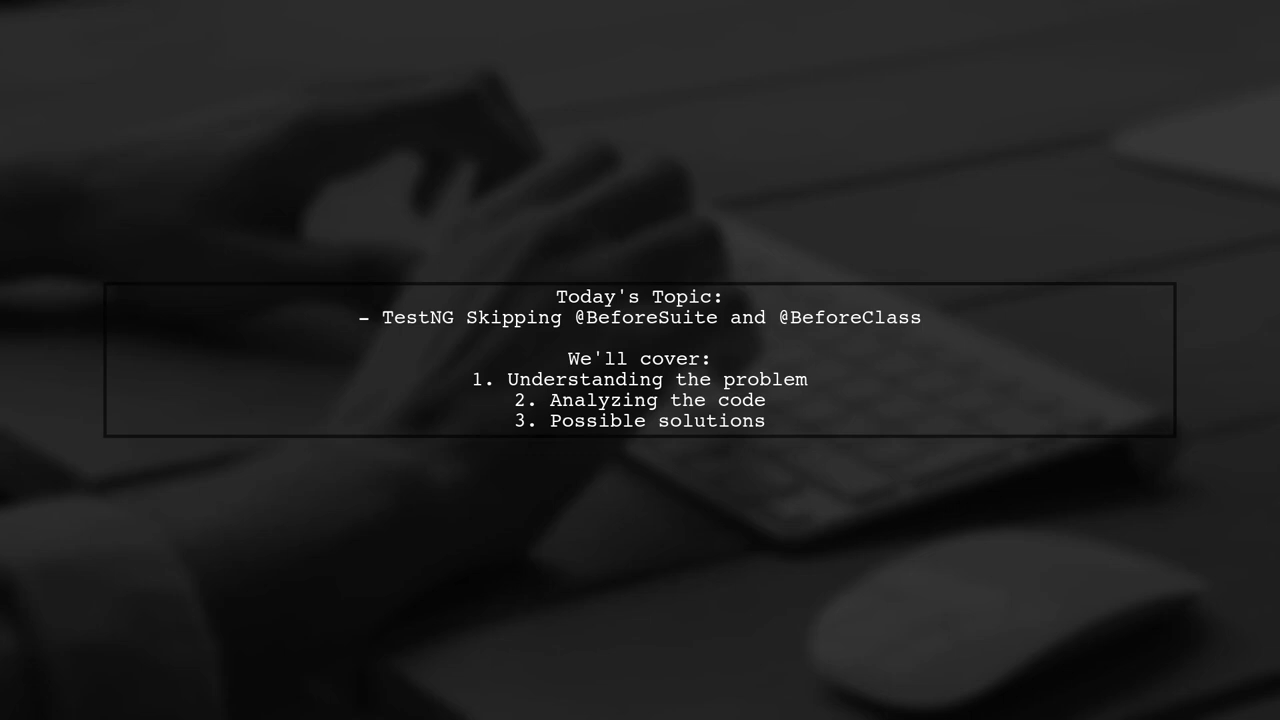 Today's Topic:
- TestNG Skipping @BeforeSuite and @BeforeClass
We'll cover:
1. Understanding the problem
2. Analyzing the code
3. Possible solutions